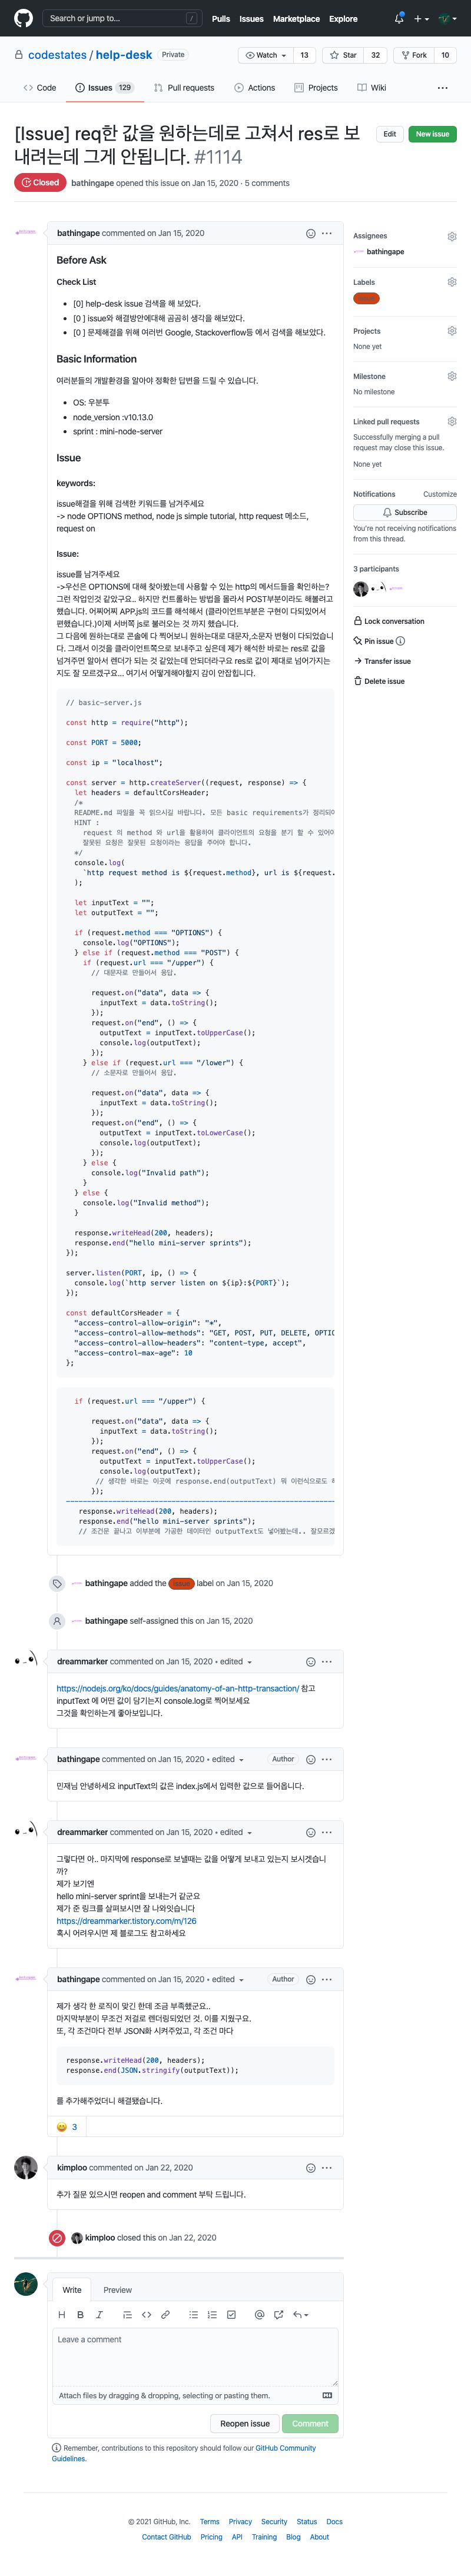 Search or jump to...
/
Pulls Issues Marketplace Explore
codestates / help-desk Private
Watch 13 Star 32 Fork 10
Code Issues 129 Pull requests Actions Projects Wiki
[Issue] req한 값을 원하는데로 고쳐서 res로 보
내려는데 그게 안됩니다. #1114
Edit New issue
Closed bathingape opened this issue on Jan 15, 2020 · 5 comments
bathingape commented on Jan 15, 2020
Before Ask
Check List
[0] help-desk issue 검색을 해 보았다.
[0 ] issue와 해결방안에대해 곰곰히 생각을 해보았다.
[0 ] 문제해결을 위해 여러번 Google, Stackoverflow등 에서 검색을 해보았다.
Basic Information
여러분들의 개발환경을 알아야 정확한 답변을 드릴 수 있습니다.
OS: 우분투
node_version :v10.13.0
sprint : mini-node-server
Issue
keywords:
issue해결을 위해 검색한 키워드를 남겨주세요
-> node OPTIONS method, node js simple tutorial, http request 메소드,
request on
Issue:
issue를 남겨주세요
->우선은 OPTIONS에 대해 찾아봤는데 사용할 수 있는 http의 메서드들을 확인하는?
그런 작업인것 같았구요.. 하지만 컨트롤하는 방법을 몰라서 POST부분이라도 해볼려고
했습니다. 어찌어찌 APP.js의 코드를 해석해서 (클라이언트부분은 구현이 다되있어서
편했습니다.)이제 서버쪽 js로 불러오는 것 까지 했습니다.
그 다음에 원하는대로 콘솔에 다 찍어보니 원하는대로 대문자,소문자 변형이 다되었습니
다. 그래서 이것을 클라이언트쪽으로 보내주고 싶은데 제가 해석한 바로는 res로 값을
넘겨주면 알아서 렌더가 되는 것 같았는데 안되더라구요 res로 값이 제대로 넘어가지는
지도 잘 모르겠구요... 여기서 어떻게해야할지 감이 안잡힙니다.
// basic-server.js
const http = require("http");
const PORT = 5000;
const ip = "localhost";
const server = http.createServer((request, response) => {
let headers = defaultCorsHeader;
/*
README.md 파일을 꼭 읽으시길 바랍니다. 모든 basic requirements가 정리되어
HINT :
request 의 method 와 url을 활용하여 클라이언트의 요청을 분기 할 수 있어야
잘못된 요청은 잘못된 요청이라는 응답을 주어야 합니다.
*/
console.log(
`http request method is ${request.method}, url is ${request.
);
let inputText = "";
let outputText = "";
if (request.method === "OPTIONS") {
console.log("OPTIONS");
} else if (request.method === "POST") {
if (request.url === "/upper") {
// 대문자로 만들어서 응답.
request.on("data", data => {
inputText = data.toString();
});
request.on("end", () => {
outputText = inputText.toUpperCase();
console.log(outputText);
});
} else if (request.url === "/lower") {
// 소문자로 만들어서 응답.
request.on("data", data => {
inputText = data.toString();
});
request.on("end", () => {
outputText = inputText.toLowerCase();
console.log(outputText);
});
} else {
console.log("Invalid path");
}
} else {
console.log("Invalid method");
}
response.writeHead(200, headers);
response.end("hello mini-server sprints");
});
server.listen(PORT, ip, () => {
console.log(`http server listen on ${ip}:${PORT}`);
});
const defaultCorsHeader = {
"access-control-allow-origin": "*",
"access-control-allow-methods": "GET, POST, PUT, DELETE, OPTIO
"access-control-allow-headers": "content-type, accept",
"access-control-max-age": 10
};
if (request.url === "/upper") {
request.on("data", data => {
inputText = data.toString();
});
request.on("end", () => {
outputText = inputText.toUpperCase();
console.log(outputText);
// 생각한 바로는 이곳에 response.end(outputText) 뭐 이런식으로도
});
response.writeHead(200, headers);
response.end("hello mini-server sprints");
// 조건문 끝나고 이부분에 가공한 데이터인 outputText도 넣어봤는데.. 잘모르겠
bathingape added the label on Jan 15, 2020
bathingape self-assigned this on Jan 15, 2020
dreammarker commented on Jan 15, 2020 • edited
https://nodejs.org/ko/docs/guides/anatomy-of-an-http-transaction/ 참고
inputText 에 어떤 값이 담기는지 console.log로 찍어보세요
그것을 확인하는게 좋아보입니다.
bathingape commented on Jan 15, 2020 • edited Author
민재님 안녕하세요 inputText의 값은 index.js에서 입력한 값으로 들어옵니다.
dreammarker commented on Jan 15, 2020 • edited
그렇다면 아.. 마지막에 response로 보낼때는 값을 어떻게 보내고 있는지 보시겟습니
까?
제가 보기엔
hello mini-server sprint을 보내는거 같군요
제가 준 링크를 살펴보시면 잘 나와잇습니다
https://dreammarker.tistory.com/m/126
혹시 어려우시면 제 블로그도 참고하세요
bathingape commented on Jan 15, 2020 • edited Author
제가 생각 한 로직이 맞긴 한데 조금 부족했군요..
마지막부분이 무조건 저걸로 렌더링되었던 것. 이를 지웠구요.
또, 각 조건마다 전부 JSON화 시켜주었고, 각 조건 마다
response.writeHead(200, headers);
response.end(JSON.stringify(outputText));
를 추가해주었더니 해결됐습니다.
3
kimploo commented on Jan 22, 2020
추가 질문 있으시면 reopen and comment 부탁 드립니다.
kimploo closed this on Jan 22, 2020
Write Preview
Leave a comment
Attach files by dragging & dropping, selecting or pasting them.
Reopen issue Comment
Remember, contributions to this repository should follow our GitHub Community
Guidelines.
Assignees
bathingape
Labels
Projects
None yet
Milestone
No milestone
Linked pull requests
Successfully merging a pull
request may close this issue.
None yet
Notifications Customize
Subscribe
You're not receiving notifications
from this thread.
3 participants
Lock conversation
Pin issue
Transfer issue
Delete issue
© 2021 GitHub, Inc. Terms Privacy Security Status Docs
Contact GitHub Pricing API Training Blog About